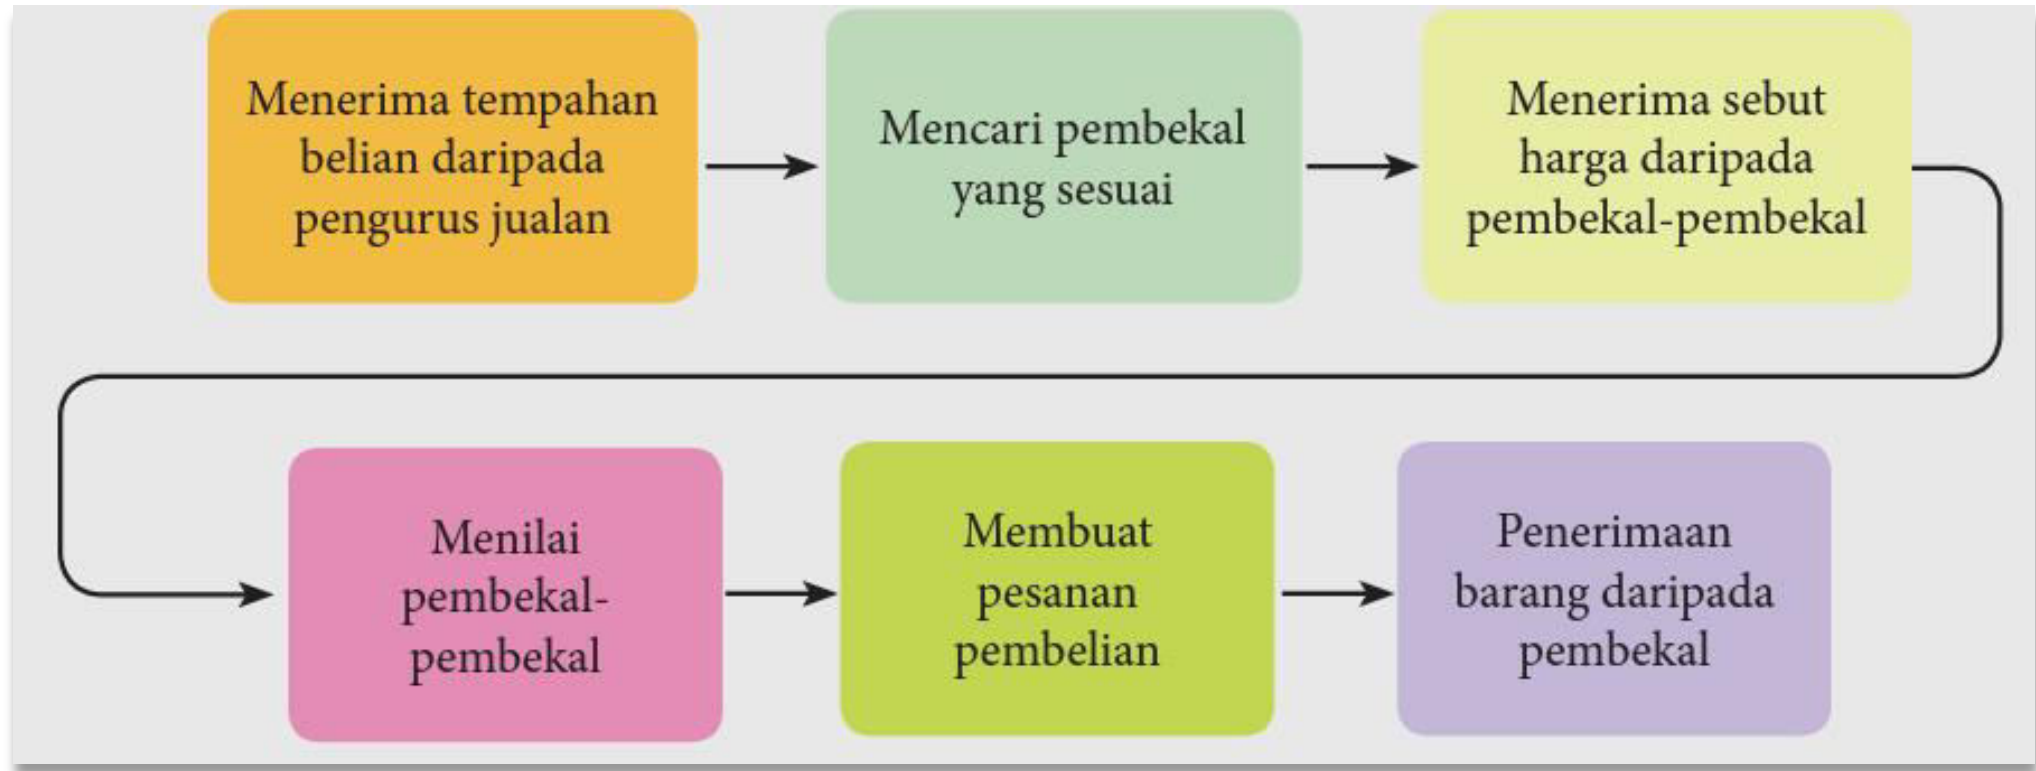 Menerima tempahan
belian daripada
pengurus jualan
Mencari pembekal
yang sesuai
Menerima sebut
harga daripada
pembekal-pembekal
Menilai
pembekal-
pembekal
Membuat
pesanan
pembelian
Penerimaan
barang daripada
pembekal